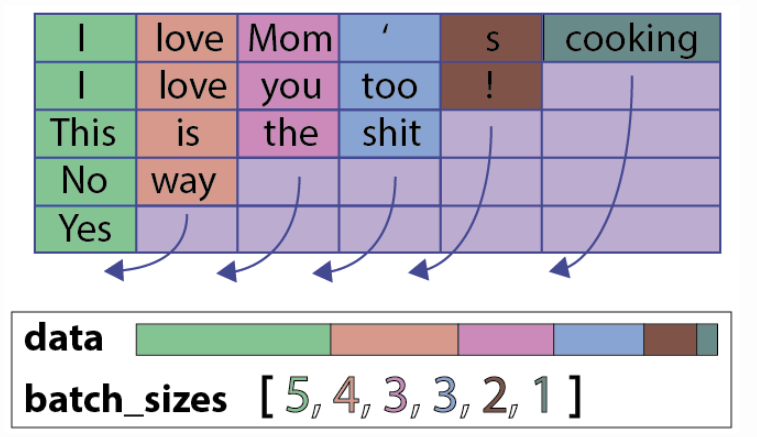 I love Mom ‘ s cooking
I love you too !
This is the shit
No way
Yes
data
batch_sizes [ 5, 4, 3, 3, 2, 1 ]